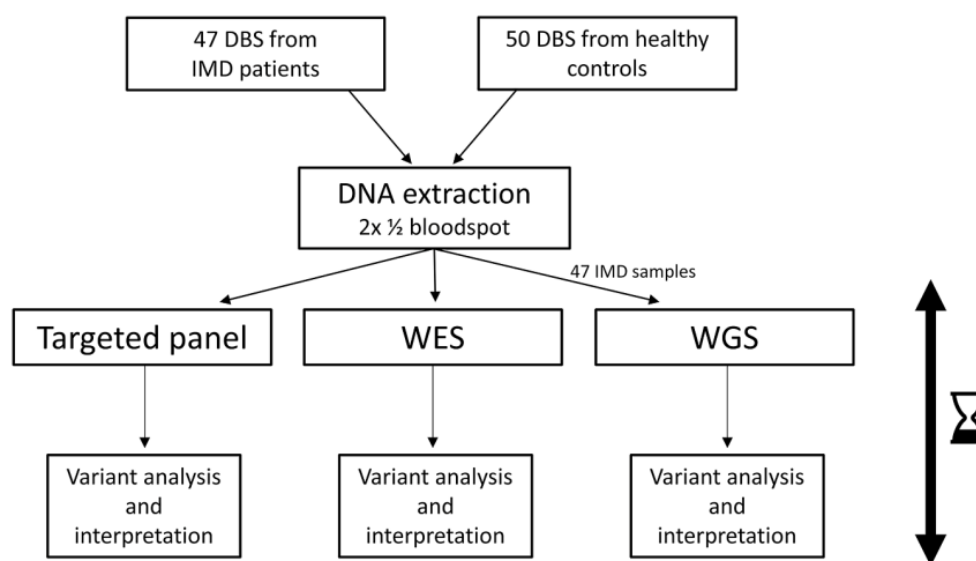 47 DBS from
IMD patients
50 DBS from healthy
controls
DNA extraction
2x ½ bloodspot
47 IMD samples
Targeted panel
WES
WGS
Variant analysis
and
interpretation
Variant analysis
and
interpretation
Variant analysis
and
interpretation